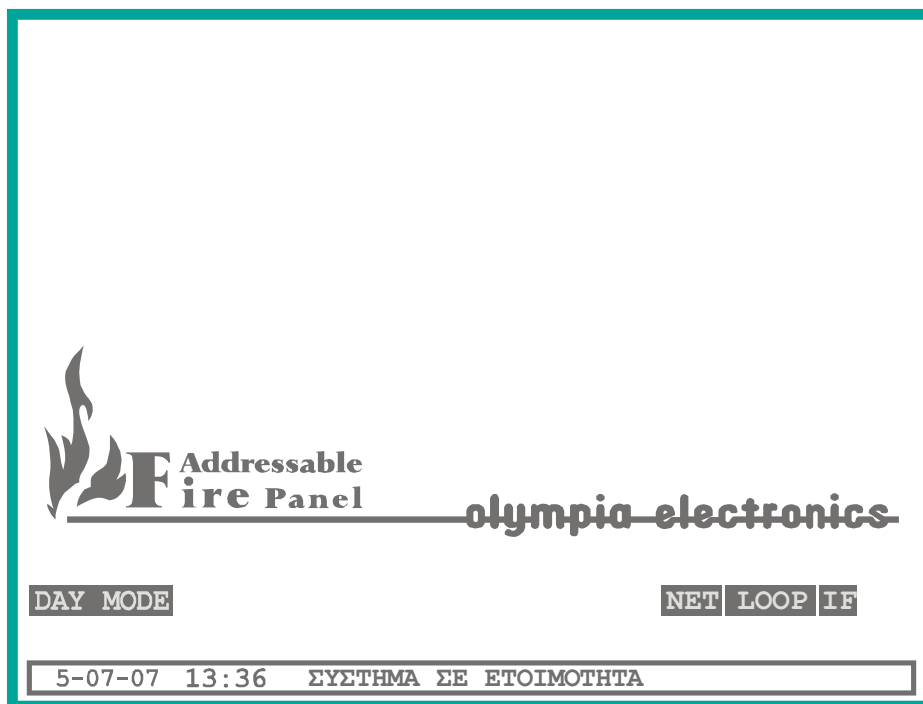 Addressable
Fire Panel
olympia electronics
DAY MODE NET LOOP IF
5-07-07 13:36 ΣΥΣΤΗΜΑ ΣΕ ΕΤΟΙΜΟΤΗΤΑ